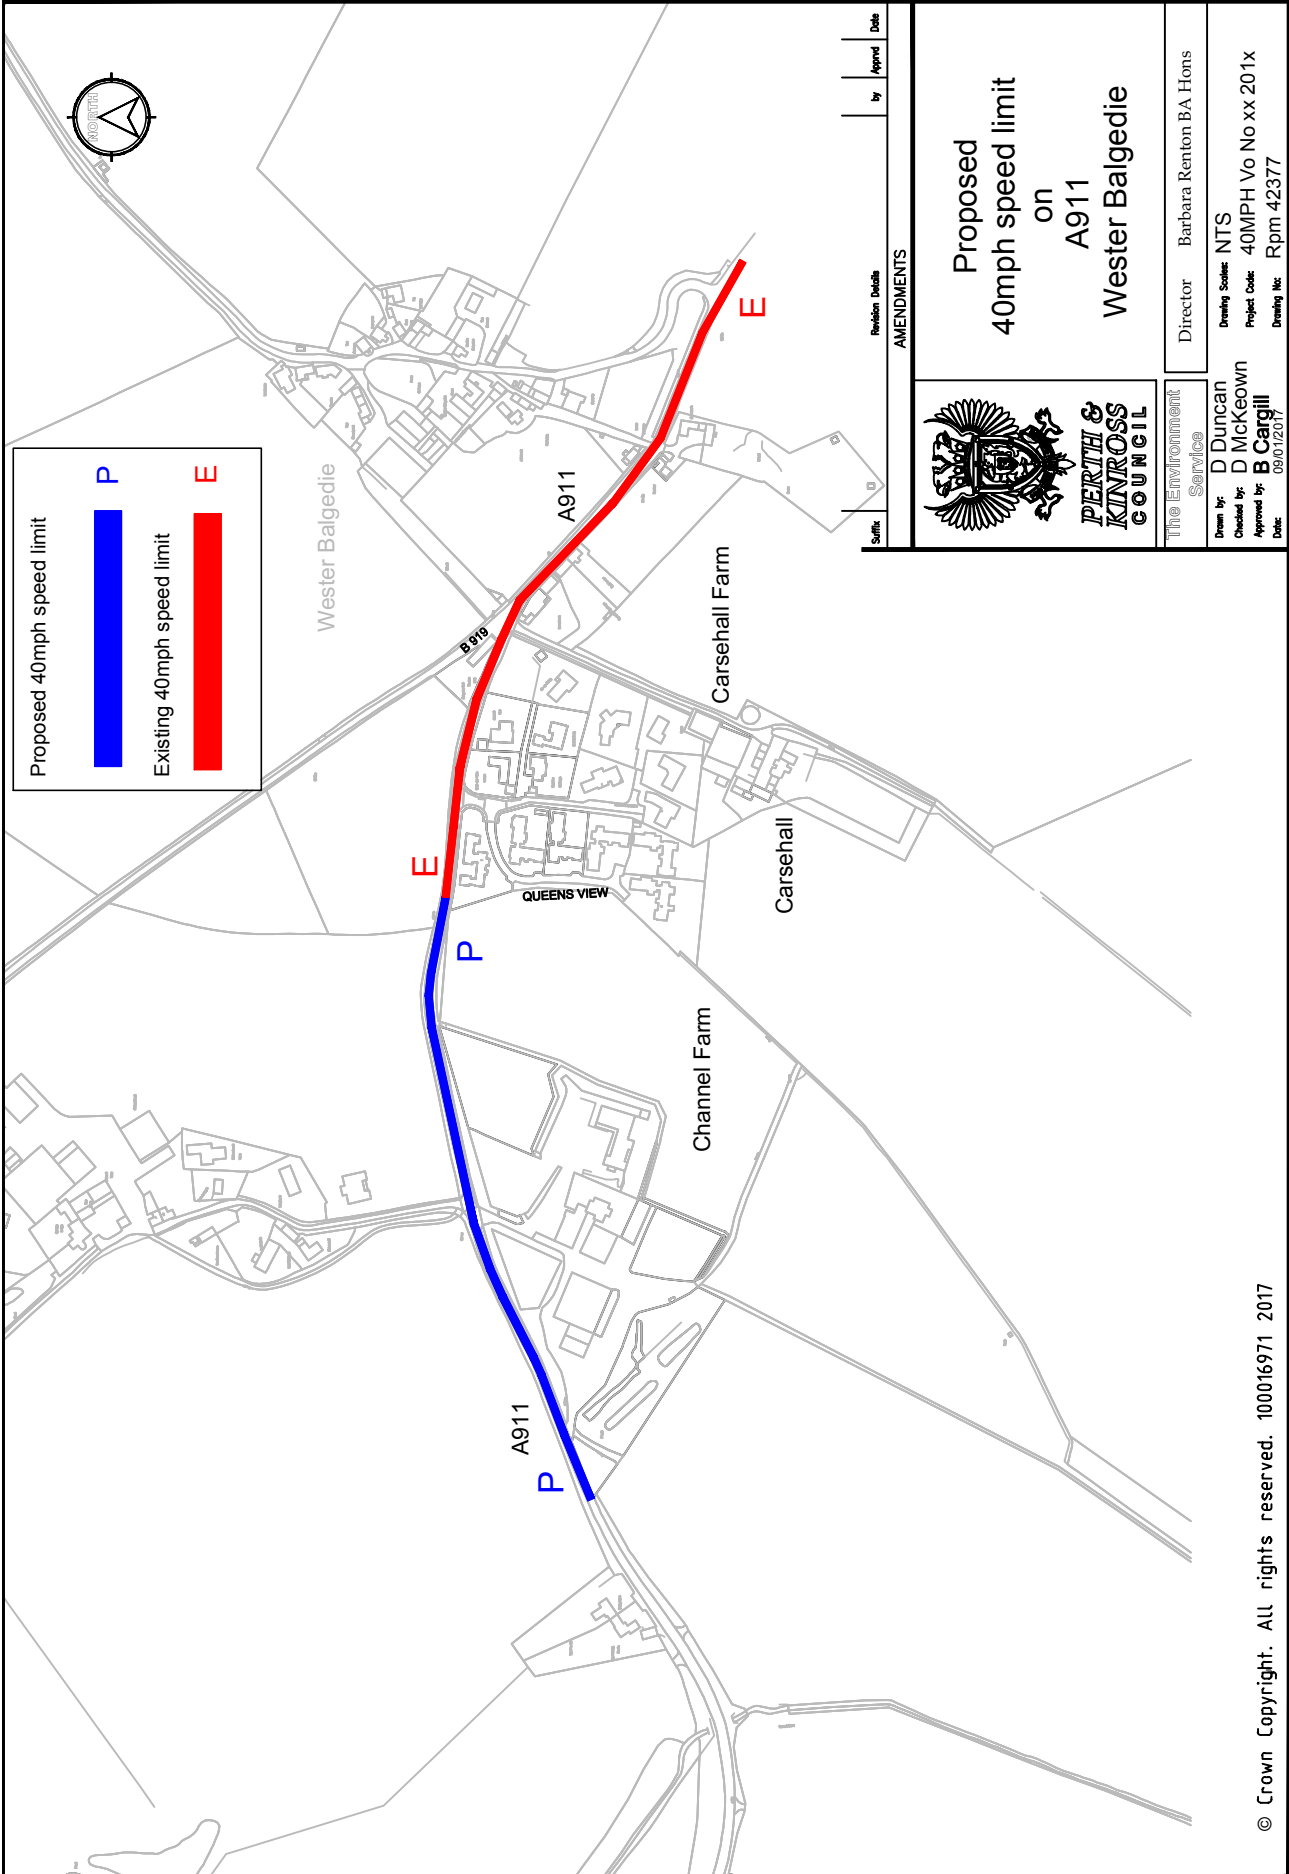 Proposed 40mph speed limit
P
Existing 40mph speed limit
E
NORTH
Wester Balgedie
A911
P
P
E
QUEENS VIEW
B 919
A911
E
Channel Farm
Carsehall
Carsehall Farm
Suffix
Revision Details
by
Apprvd
Date
AMENDMENTS
PERTH &
KINROSS
COUNCIL
Proposed
40mph speed limit
on
A911
Wester Balgedie
The Environment
Service
Director
Barbara Renton BA Hons
Drawn by: D Duncan
Checked by: D McKeown
Approved by: B Cargill
Date: 09/01/2017
Drawing Scales: NTS
Project Code: 40MPH Vo No xx 201x
Drawing No: Rpm 42377
© Crown Copyright. All rights reserved. 100016971 2017